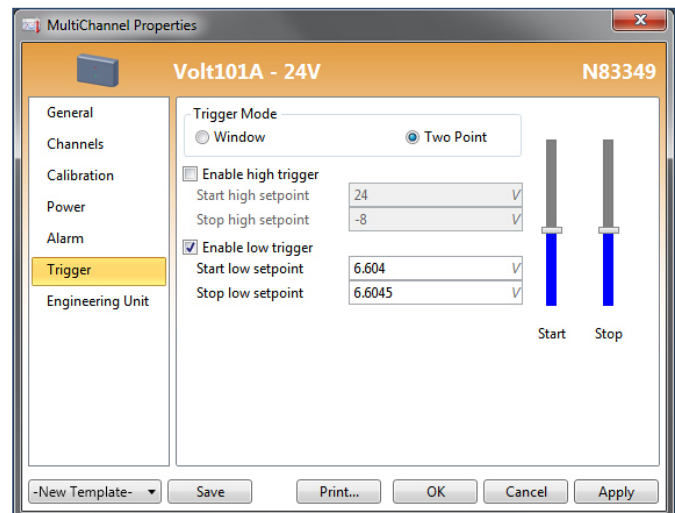 MultiChannel Properties
x
Volt101A - 24V N83349
General
Channels
Calibration
Power
Alarm
Trigger
Engineering Unit
Trigger Mode
Window Two Point
Enable high trigger
Start high setpoint 24 V
Stop high setpoint -8 V
Enable low trigger
Start low setpoint 6.604 V
Stop low setpoint 6.6045 V
Start Stop
-New Template- Save Print... OK Cancel Apply